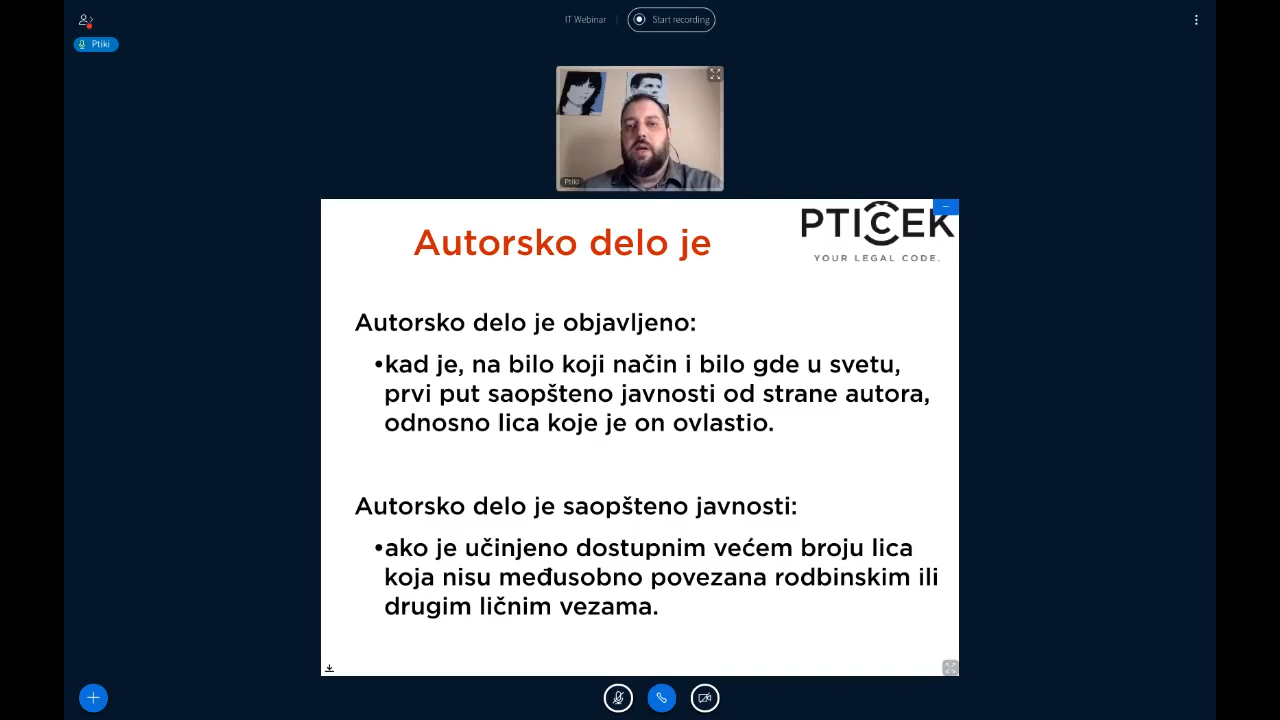 IT Webinar
Start recording
Ptiki
Ptiki
PTIČEK
YOUR LEGAL CODE.
Autorsko delo je
Autorsko delo je objavljeno:
•kad je, na bilo koji način i bilo gde u svetu,
prvi put saopšteno javnosti od strane autora,
odnosno lica koje je on ovlastio.
Autorsko delo je saopšteno javnosti:
•ako je učinjeno dostupnim većem broju lica
koja nisu međusobno povezana rodbinskim ili
drugim ličnim vezama.